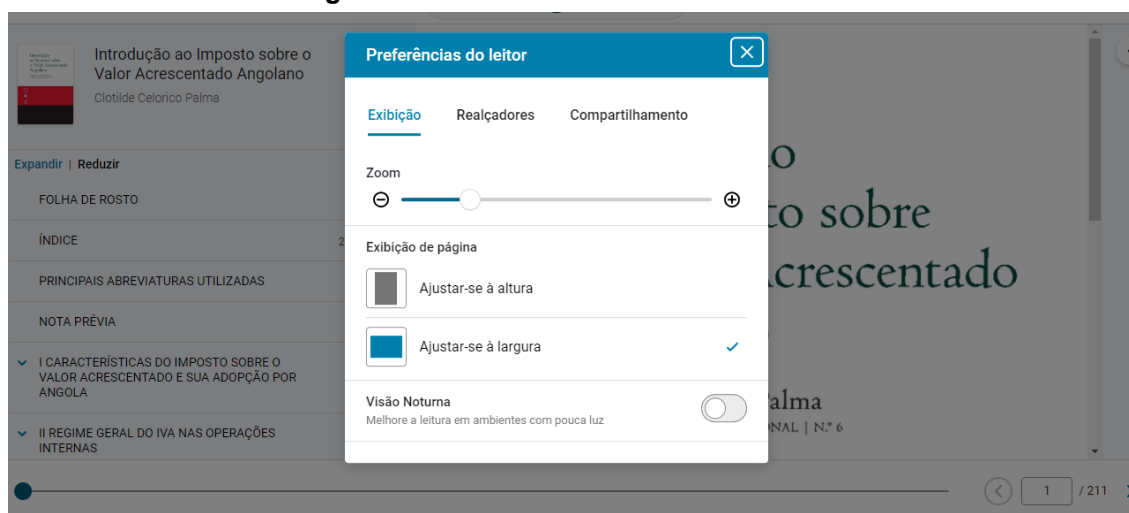 Introdução ao Imposto sobre o
Valor Acrescentado Angolano
Clotilde Celorico Palma
Expandir | Reduzir
FOLHA DE ROSTO
ÍNDICE
2
PRINCIPAIS ABREVIATURAS UTILIZADAS
NOTA PRÉVIA
I CARACTERÍSTICAS DO IMPOSTO SOBRE O
VALOR ACRESCENTADO E SUA ADOPÇÃO POR
ANGOLA
II REGIME GERAL DO IVA NAS OPERAÇÕES
INTERNAS
Preferências do leitor
Exibição Realçadores Compartilhamento
Zoom
Exibição de página
Ajustar-se à altura
Ajustar-se à largura
Visão Noturna
Melhore a leitura em ambientes com pouca luz
o
to sobre
crescentado
alma
NAL | N.º 6
1 / 211